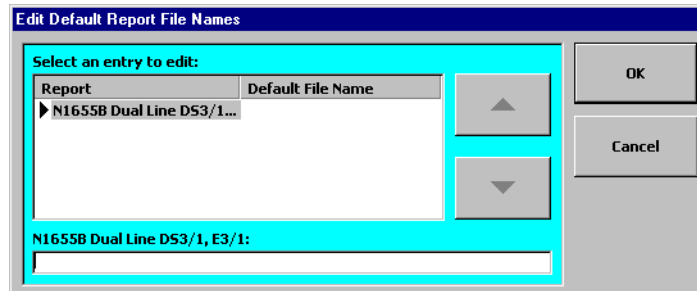 Edit Default Report File Names
Select an entry to edit:
Report Default File Name
N1655B Dual Line DS3/1...
OK
Cancel
N1655B Dual Line DS3/1, E3/1: